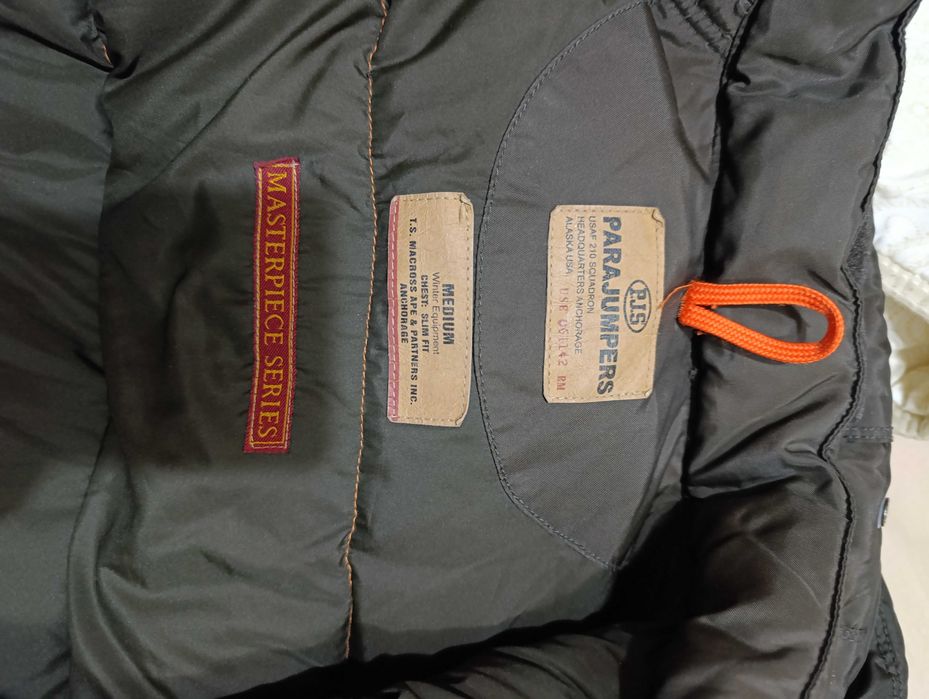 P.J.S
PARAJUMPERS
USAF 210 SQUADRON
HEADQUARTERS ANCHORAGE
ALASKA USA.
MEDIUM
Winter Equipment
CHEST: SLIM FIT
T.S. MACROSS APE & PARTNERS INC.
ANCHORAGE
MASTERPIECE SERIES